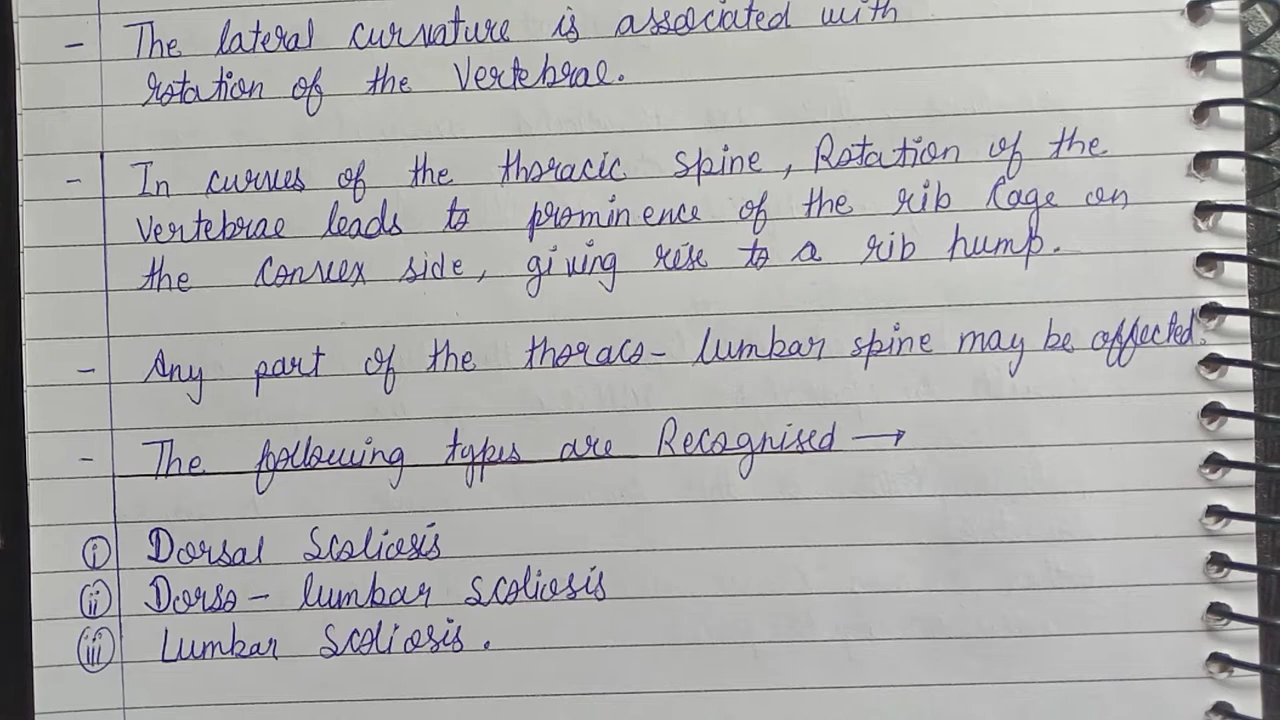 - The lateral curvature is associated with
rotation of the Vertebrae.
- In curves of the thoracic spine, Rotation of the
Vertebrae leads to prominence of the rib Cage on
the Convex side, giving rise to a rib hump.
- Any part of the thoraco- lumbar spine may be affected.
- The following types are Recognised →
(i) Dorsal Scoliosis
(ii) Dorso - lumbar scoliosis
(iii) Lumbar Scoliosis.